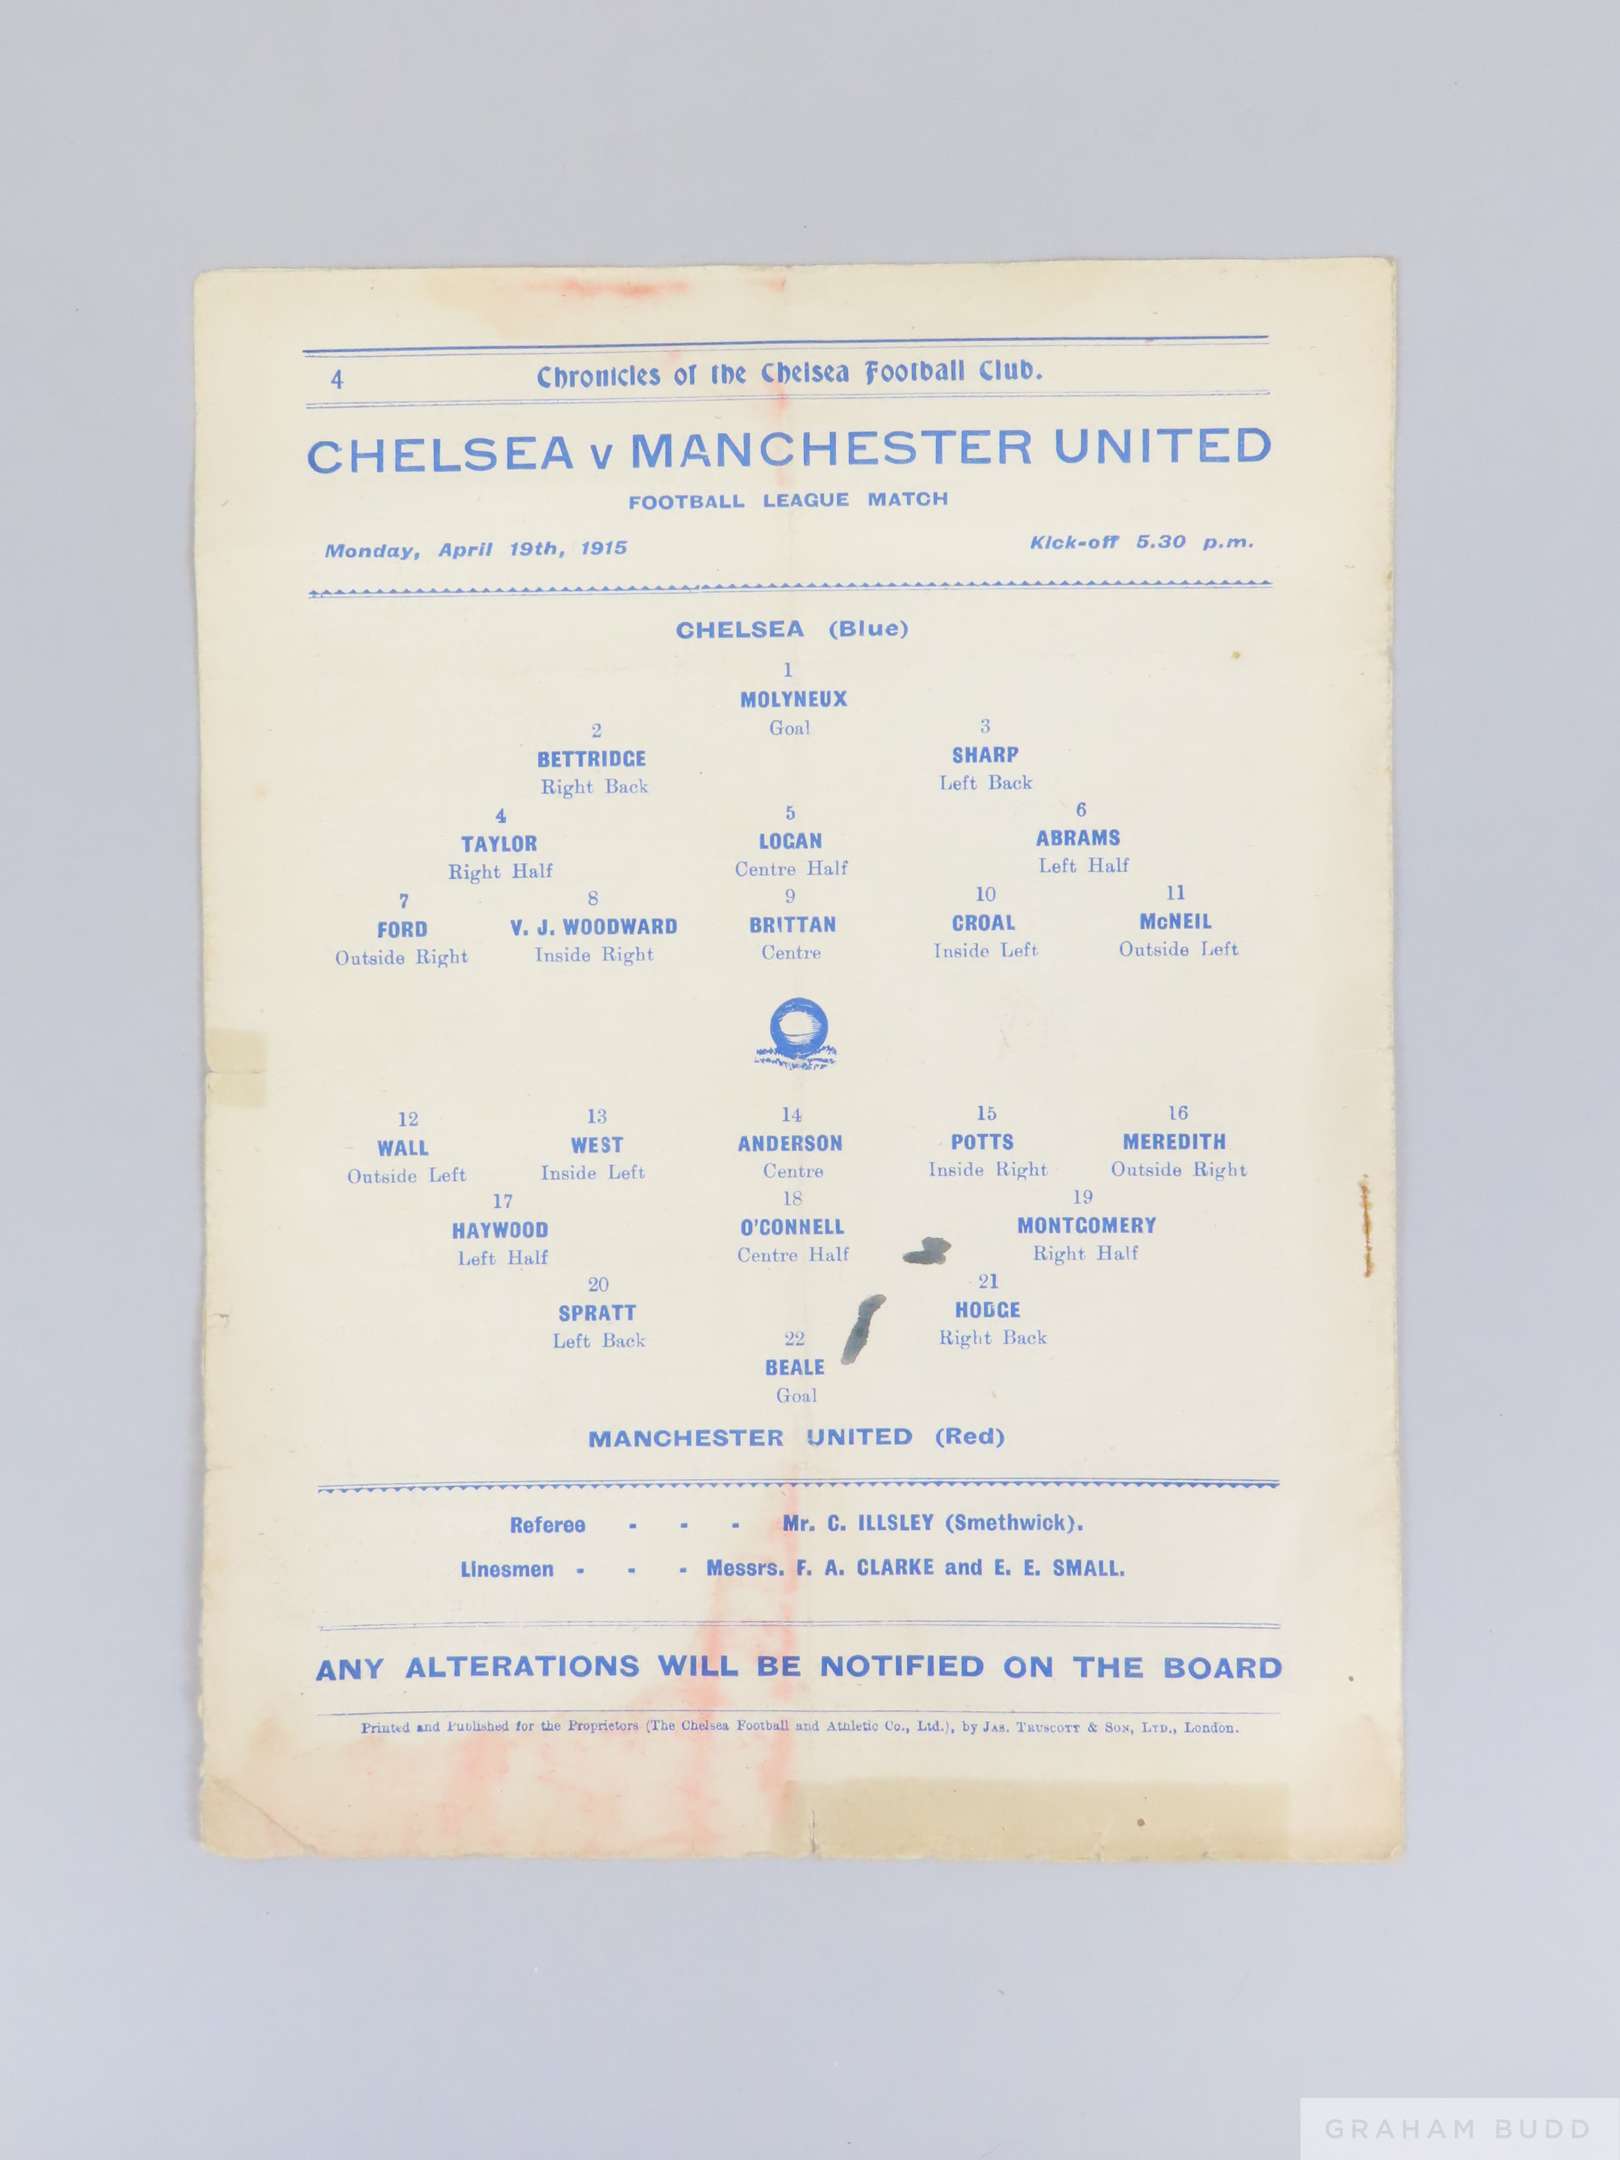 4 Chronicles of the Chelsea Football Club.
CHELSEA v MANCHESTER UNITED
FOOTBALL LEAGUE MATCH
Monday, April 19th, 1915 Kick-off 5.30 p.m.
CHELSEA (Blue)
1
MOLYNEUX
Goal
2 3
BETTRIDGE SHARP
Right Back Left Back
4 5 6
TAYLOR LOGAN ABRAMS
Right Half Centre Half Left Half
7 8 9 10 11
FORD V. J. WOODWARD BRITTAN CROAL McNEIL
Outside Right Inside Right Centre Inside Left Outside Left
12 13 14 15 16
WALL WEST ANDERSON POTTS MEREDITH
Outside Left Inside Left Centre Inside Right Outside Right
17 18 19
HAYWOOD O'CONNELL MONTGOMERY
Left Half Centre Half Right Half
20 21
SPRATT HODGE
Left Back Right Back
22
BEALE
Goal
MANCHESTER UNITED (Red)
Referee - - - Mr. C. ILLSLEY (Smethwick).
Linesmen - - - Messrs. F. A. CLARKE and E. E. SMALL.
ANY ALTERATIONS WILL BE NOTIFIED ON THE BOARD
Printed and Published for the Proprietors (The Chelsea Football and Athletic Co., Ltd.), by JAS. TRUSCOTT & SON, LTD., London.
GRAHAM BUDD